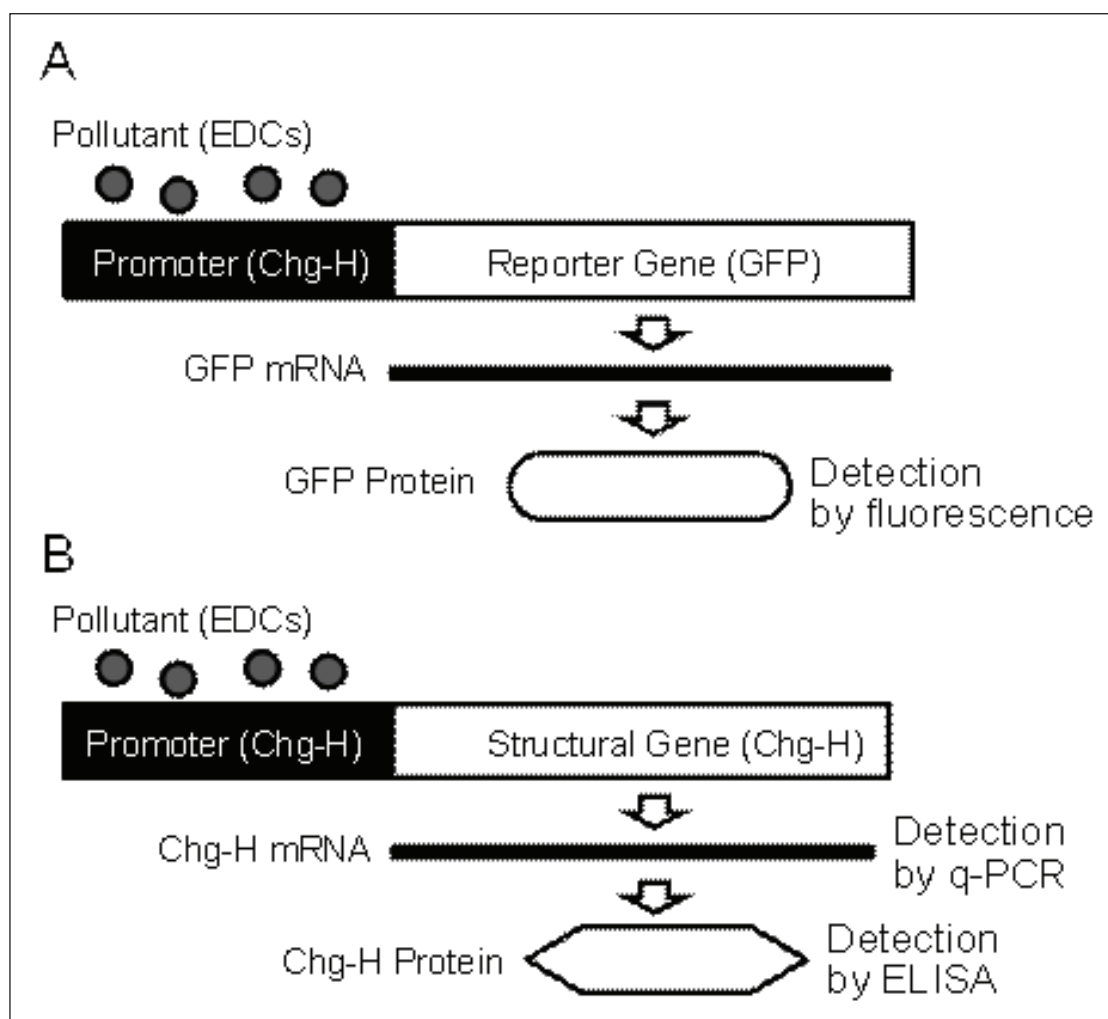 A
Pollutant (EDCs)
Promoter (Chg-H)
Reporter Gene (GFP)
GFP mRNA
GFP Protein
Detection
by fluorescence
B
Pollutant (EDCs)
Promoter (Chg-H)
Structural Gene (Chg-H)
Chg-H mRNA
Detection
by q-PCR
Chg-H Protein
Detection
by ELISA